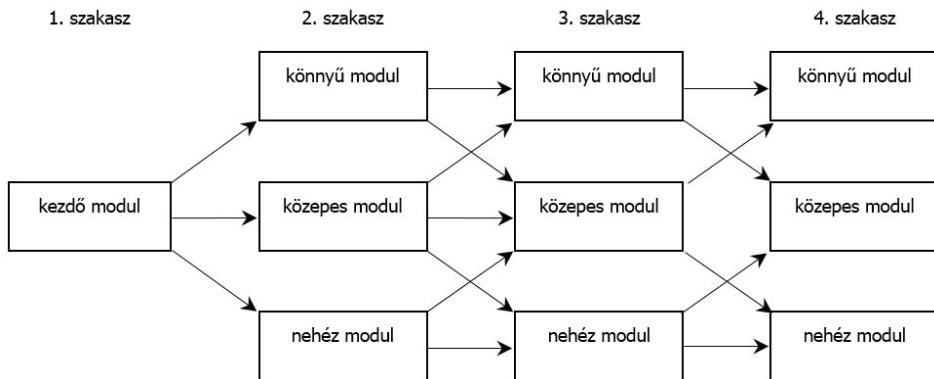 1. szakasz 2. szakasz 3. szakasz 4. szakasz
könnyű modul könnyű modul könnyű modul
kezdő modul közepes modul közepes modul közepes modul
nehéz modul nehéz modul nehéz modul